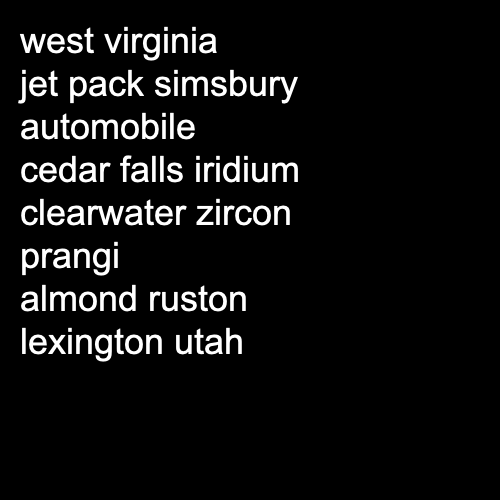 west virginia
jet pack simsbury
automobile
cedar falls iridium
clearwater zircon
prangi
almond ruston
lexington utah